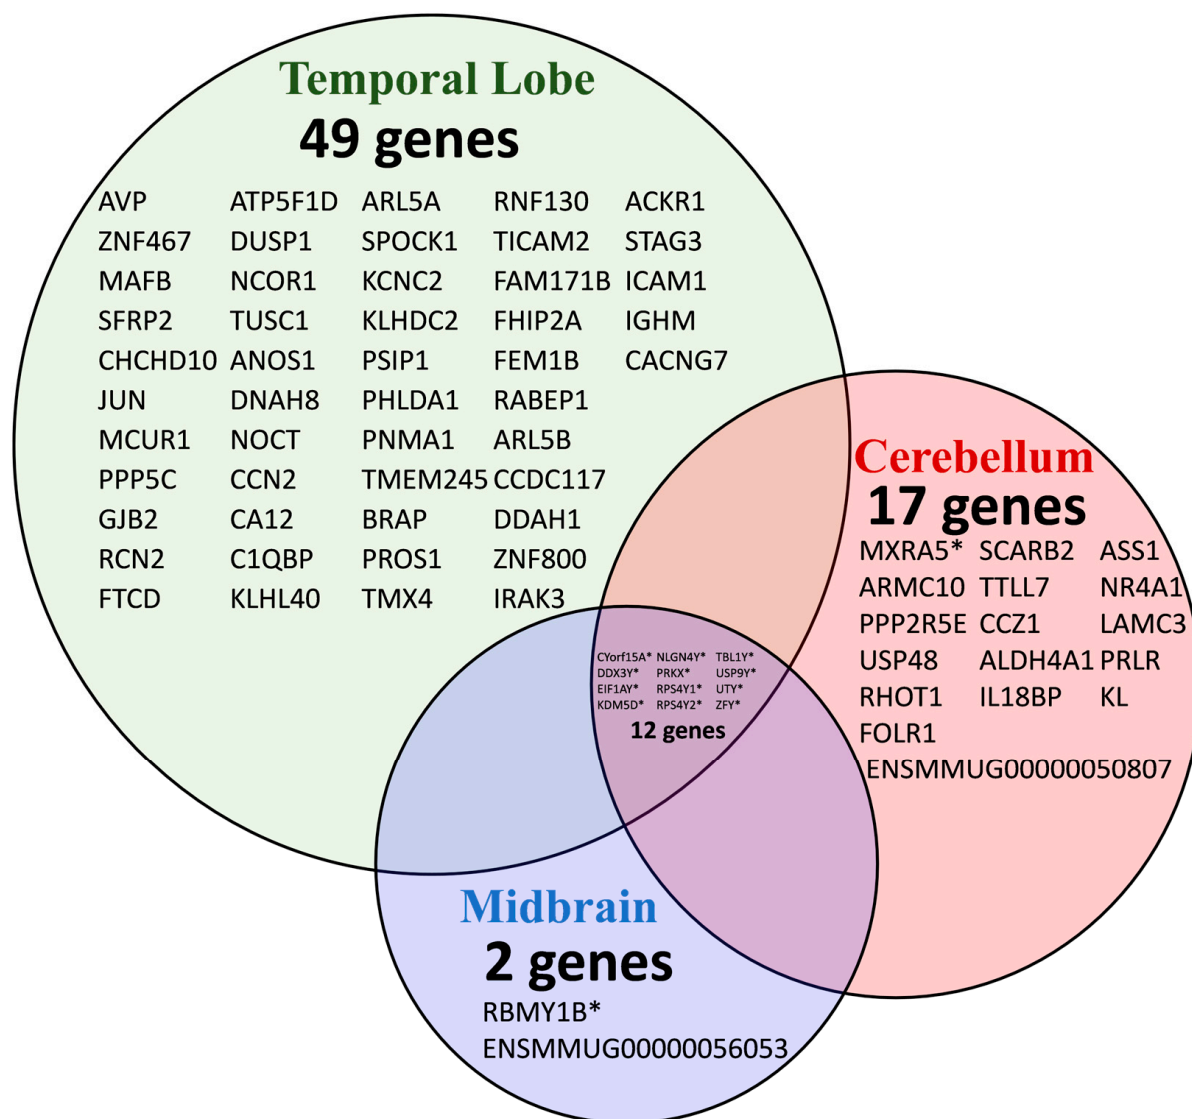 Temporal Lobe
49 genes
AVP ATP5F1D ARL5A RNF130 ACKR1
ZNF467 DUSP1 SPOCK1 TICAM2 STAG3
MAFB NCOR1 KCNC2 FAM171B ICAM1
SFRP2 TUSC1 KLHDC2 FHIP2A IGHM
CHCHD10 ANOS1 PSIP1 FEM1B CACNG7
JUN DNAH8 PHLDA1 RABEP1
MCUR1 NOCT PNMA1 ARL5B
PPP5C CCN2 TMEM245 CCDC117
GJB2 CA12 BRAP DDAH1
RCN2 C1QBP PROS1 ZNF800
FTCD KLHL40 TMX4 IRAK3
Cerebellum
17 genes
MXRA5* SCARB2 ASS1
ARMC10 TTLL7 NR4A1
PPP2R5E CCZ1 LAMC3
USP48 ALDH4A1 PRLR
RHOT1 IL18BP KL
FOLR1
ENSMMUG00000050807
CYorf15A* NLGN4Y* TBL1Y*
DDX3Y* PRKX* USP9Y*
EIF1AY* RPS4Y1* UTY*
KDM5D* RPS4Y2* ZFY*
12 genes
Midbrain
2 genes
RBMY1B*
ENSMMUG00000056053